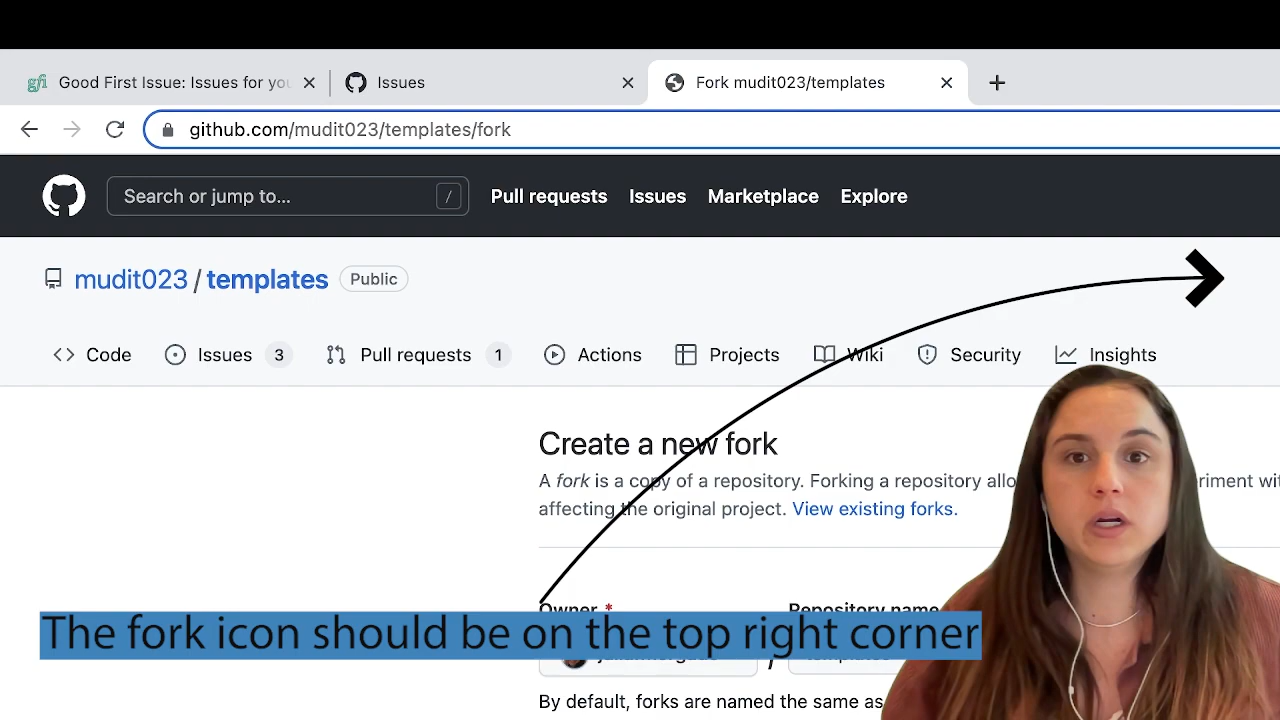 gfi Good First Issue: Issues for you
Issues
Fork mudit023/templates
github.com/mudit023/templates/fork
Search or jump to... /
Pull requests Issues Marketplace Explore
mudit023 / templates Public
Code Issues 3 Pull requests 1 Actions Projects Wiki Security Insights
Create a new fork
A fork is a copy of a repository. Forking a repository
affecting the original project. View existing forks.
Owner * Repository name
The fork icon should be on the top right corner
/
By default, forks are named the same as